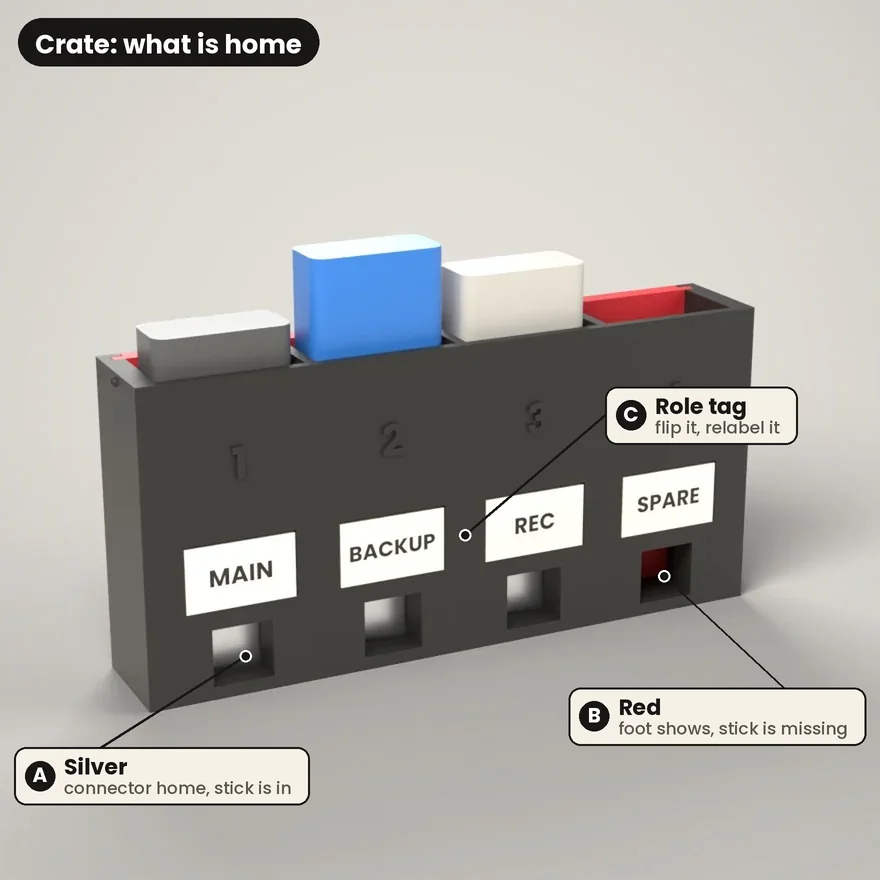 Crate: what is home
1
2
3
C Role tag
flip it, relabel it
MAIN
BACKUP
REC
SPARE
A Silver
connector home, stick is in
B Red
foot shows, stick is missing